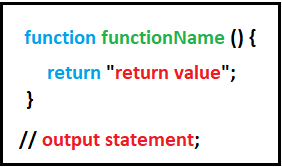 function functionName () {
return "return value";
}
// output statement;